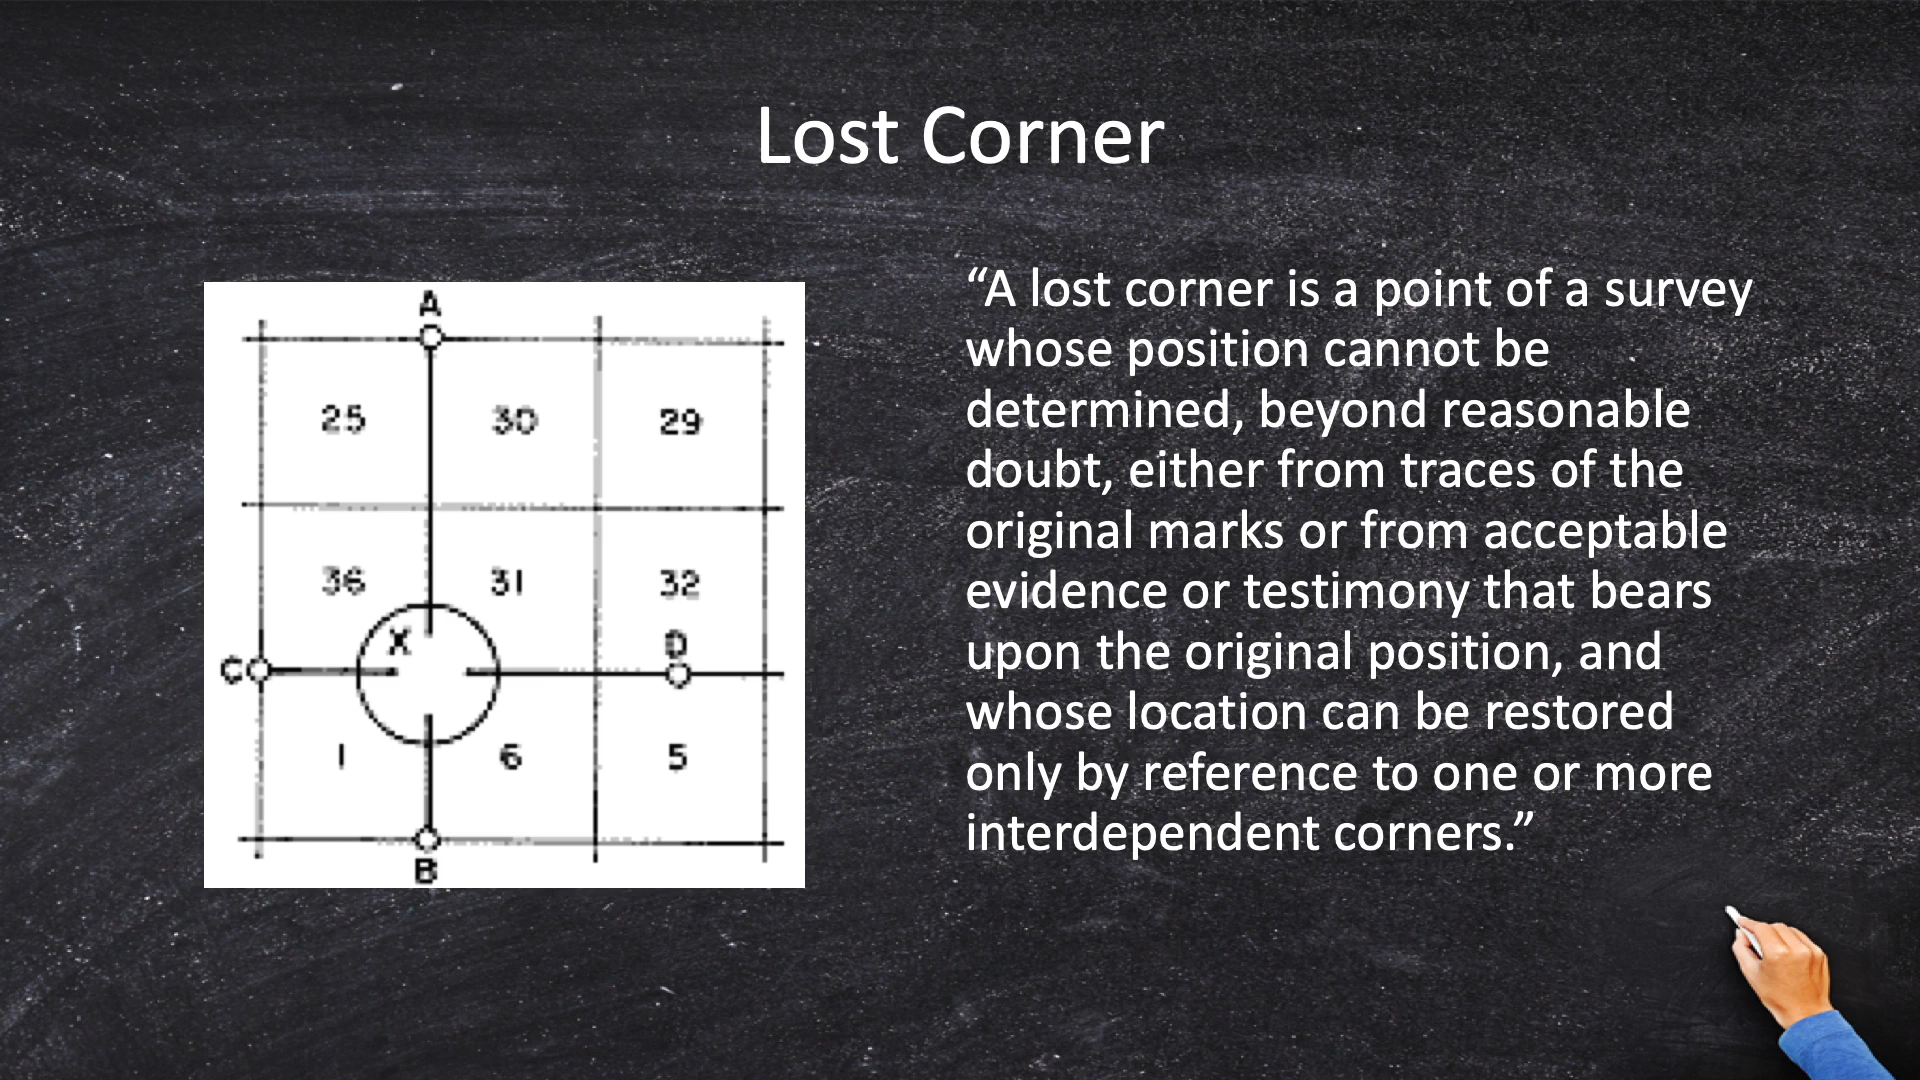 Lost Corner
A
25 30 29
36 31 32
X
D
C
1 6 5
B
“A lost corner is a point of a survey
whose position cannot be
determined, beyond reasonable
doubt, either from traces of the
original marks or from acceptable
evidence or testimony that bears
upon the original position, and
whose location can be restored
only by reference to one or more
interdependent corners.”